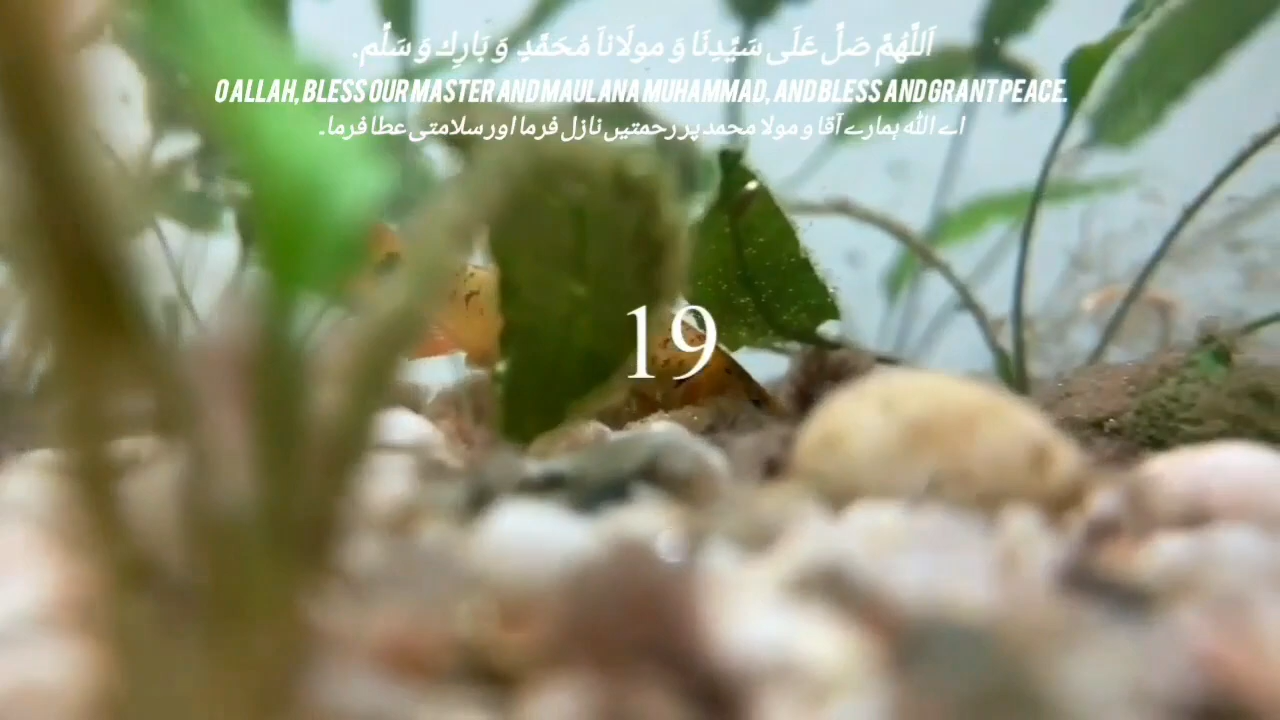 اَللّٰهُمَّ صَلِّ عَلَى سَيِّدِنَا وَ مولَاناَ مُحَمَّدٍ وَ بَارِك وَ سَلَّم.
O ALLAH, BLESS OUR MASTER AND MAULANA MUHAMMAD, AND BLESS AND GRANT PEACE.
اے اللہ ہمارے آقا و مولا محمد پر رحمتیں نازل فرما اور سلامتی عطا فرما۔
19